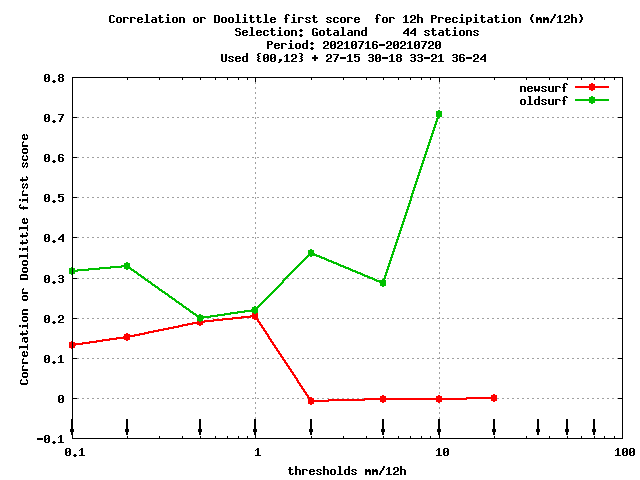 Correlation or Doolittle first score  for 12h Precipitation (mm/12h)
Selection: Gotaland     44 stations
Period: 20210716-20210720
Used {00,12} + 27-15 30-18 33-21 36-24
newsurf
oldsurf
Correlation or Doolittle first score
0.8
0.7
0.6
0.5
0.4
0.3
0.2
0.1
0
-0.1
0.1 1 10 100
thresholds mm/12h